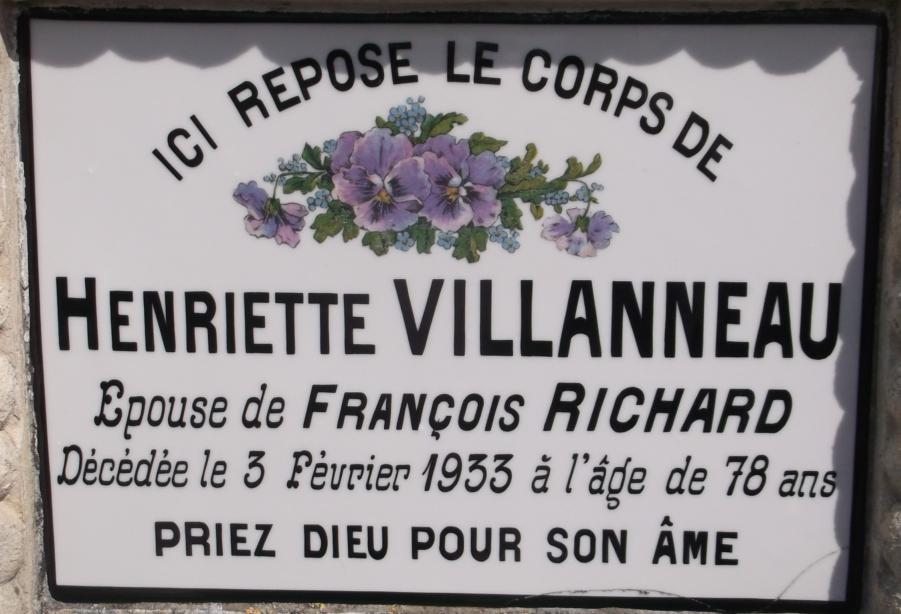 ICI REPOSE LE CORPS DE
HENRIETTE VILLANNEAU
Epouse de FRANÇOIS RICHARD
Décédée le 3 Février 1933 à l'âge de 78 ans
PRIEZ DIEU POUR SON ÂME